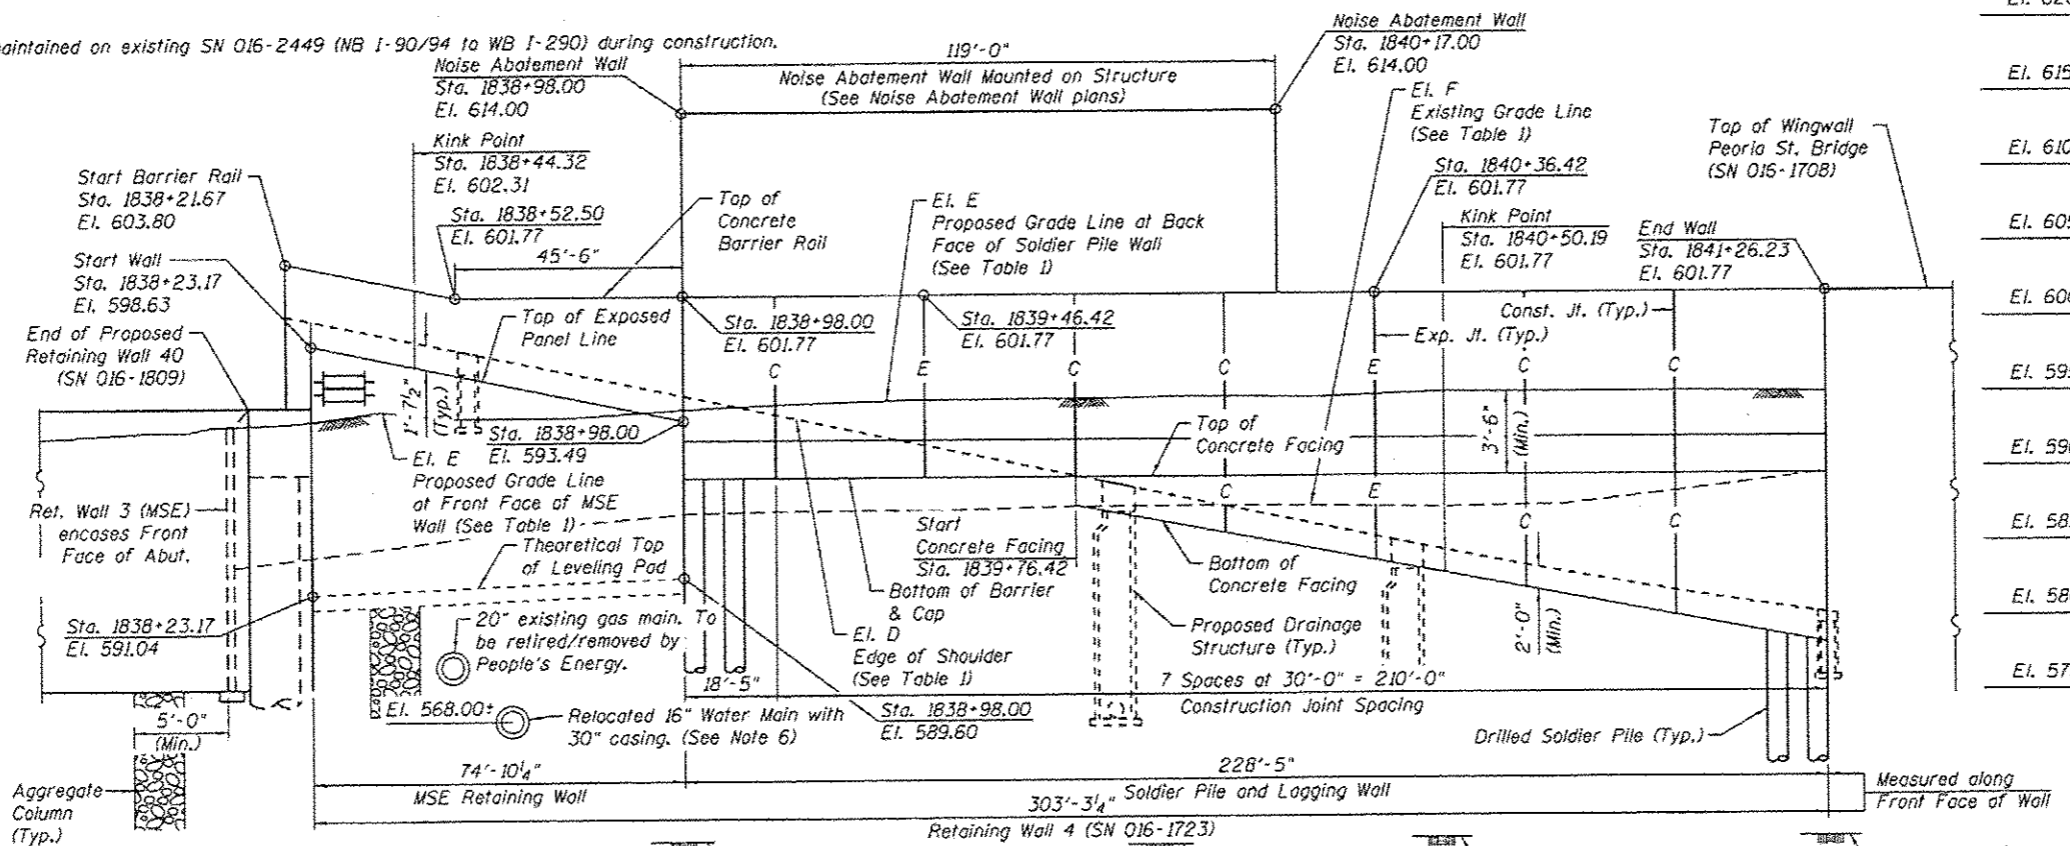 maintained on existing SN 016-2449 (NB I-90/94 to WB I-290) during construction.
Noise Abatement Wall
Sta. 1838+98.00
El. 614.00
119'-0"
Noise Abatement Wall Mounted on Structure
(See Noise Abatement Wall plans)
Noise Abatement Wall
Sta. 1840+17.00
El. 614.00
El. F
Existing Grade Line
(See Table 1)
Top of Wingwall
Peoria St. Bridge
(SN 016-1708)
Kink Point
Sta. 1838+44.32
El. 602.31
Start Barrier Rail
Sta. 1838+21.67
El. 603.80
Sta. 1838+52.50
El. 601.77
45'-6"
Top of
Concrete
Barrier Rail
El. E
Proposed Grade Line at Back
Face of Soldier Pile Wall
(See Table 1)
Sta. 1840+36.42
El. 601.77
Kink Point
Sta. 1840+50.19
El. 601.77
End Wall
Sta. 1841+26.23
El. 601.77
Start Wall
Sta. 1838+23.17
El. 598.63
End of Proposed
Retaining Wall 40
(SN 016-1809)
Top of Exposed
Panel Line
Sta. 1838+98.00
El. 601.77
Sta. 1839+46.42
El. 601.77
Const. Jt. (Typ.)
Exp. Jt. (Typ.)
C
E
C
C
E
C
C
1'-7 1/2"
(Typ.)
Sta. 1838+98.00
El. 593.49
El. E
Proposed Grade Line
at Front Face of MSE
Wall (See Table 1)
Top of
Concrete Facing
3'-6"
(Min.)
C
E
C
C
Ret. Wall 3 (MSE)
encases Front
Face of Abut.
Theoretical Top
of Leveling Pad
Start
Concrete Facing
Sta. 1839+76.42
Bottom of Barrier
& Cap
Bottom of
Concrete Facing
Sta. 1838+23.17
El. 591.04
20" existing gas main. To
be retired/removed by
People's Energy.
El. D
Edge of Shoulder
(See Table 1)
Proposed Drainage
Structure (Typ.)
2'-0"
(Min.)
18'-5"
7 Spaces at 30'-0" = 210'-0"
Construction Joint Spacing
El. 568.00±
Relocated 16" Water Main with
30" casing. (See Note 6)
Sta. 1838+98.00
El. 589.60
5'-0"
(Min.)
Drilled Soldier Pile (Typ.)
Aggregate
Column
(Typ.)
74'-10 1/4"
MSE Retaining Wall
228'-5"
Soldier Pile and Lagging Wall
303'-3 1/4"
Retaining Wall 4 (SN 016-1723)
Measured along
Front Face of Wall
El. 615
El. 610